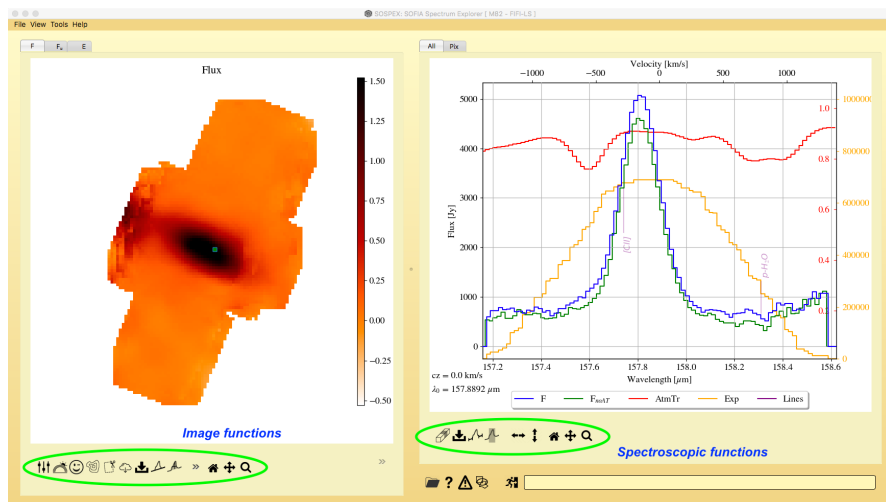 SOSPEX: SOFIA Spectrum Explorer [ M82 - FIFI-LS ]
File View Tools Help
F Fu E
All Pix
Flux
1.50
1.25
1.00
0.75
0.50
0.25
0.00
−0.25
−0.50
Image functions
»
»
Velocity [km/s]
−1000 −500 0 500 1000
Flux [Jy]
5000
4000
3000
2000
1000
0
1.0
0.8
0.6
0.4
0.2
1000000
800000
600000
400000
200000
0
[CII]
p-H2O
157.2 157.4 157.6 157.8 158.0 158.2 158.4 158.6
Wavelength [μm]
cz = 0.0 km/s
λ0 = 157.8892 μm
F FnoAT AtmTr Exp Lines
Spectroscopic functions